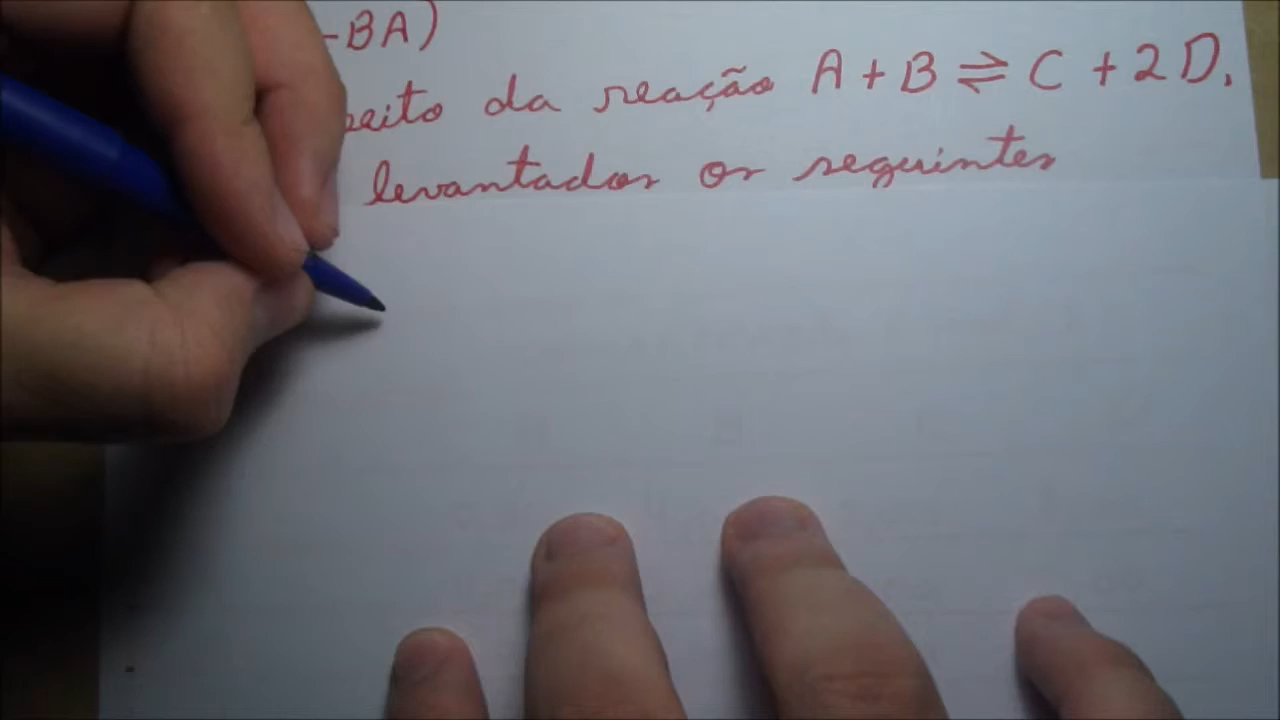 -BA)
peito da reação A + B ⇌ C + 2D,
levantados os seguintes